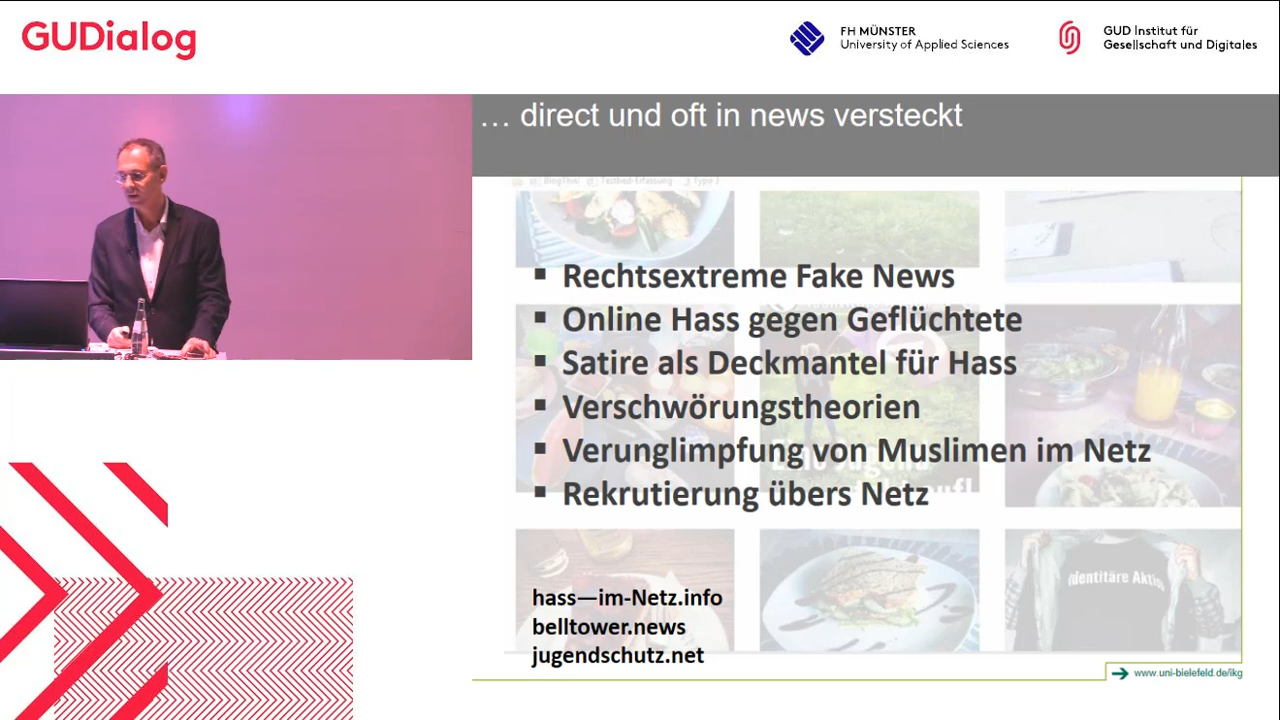 GUDialog
FH MÜNSTER
University of Applied Sciences
GUD Institut für
Gesellschaft und Digitales
… direct und oft in news versteckt
Rechtsextreme Fake News
Online Hass gegen Geflüchtete
Satire als Deckmantel für Hass
Verschwörungstheorien
Verunglimpfung von Muslimen im Netz
Rekrutierung übers Netz
Identitäre Aktion
hass—im-Netz.info
belltower.news
jugendschutz.net
www.uni-bielefeld.de/ikg